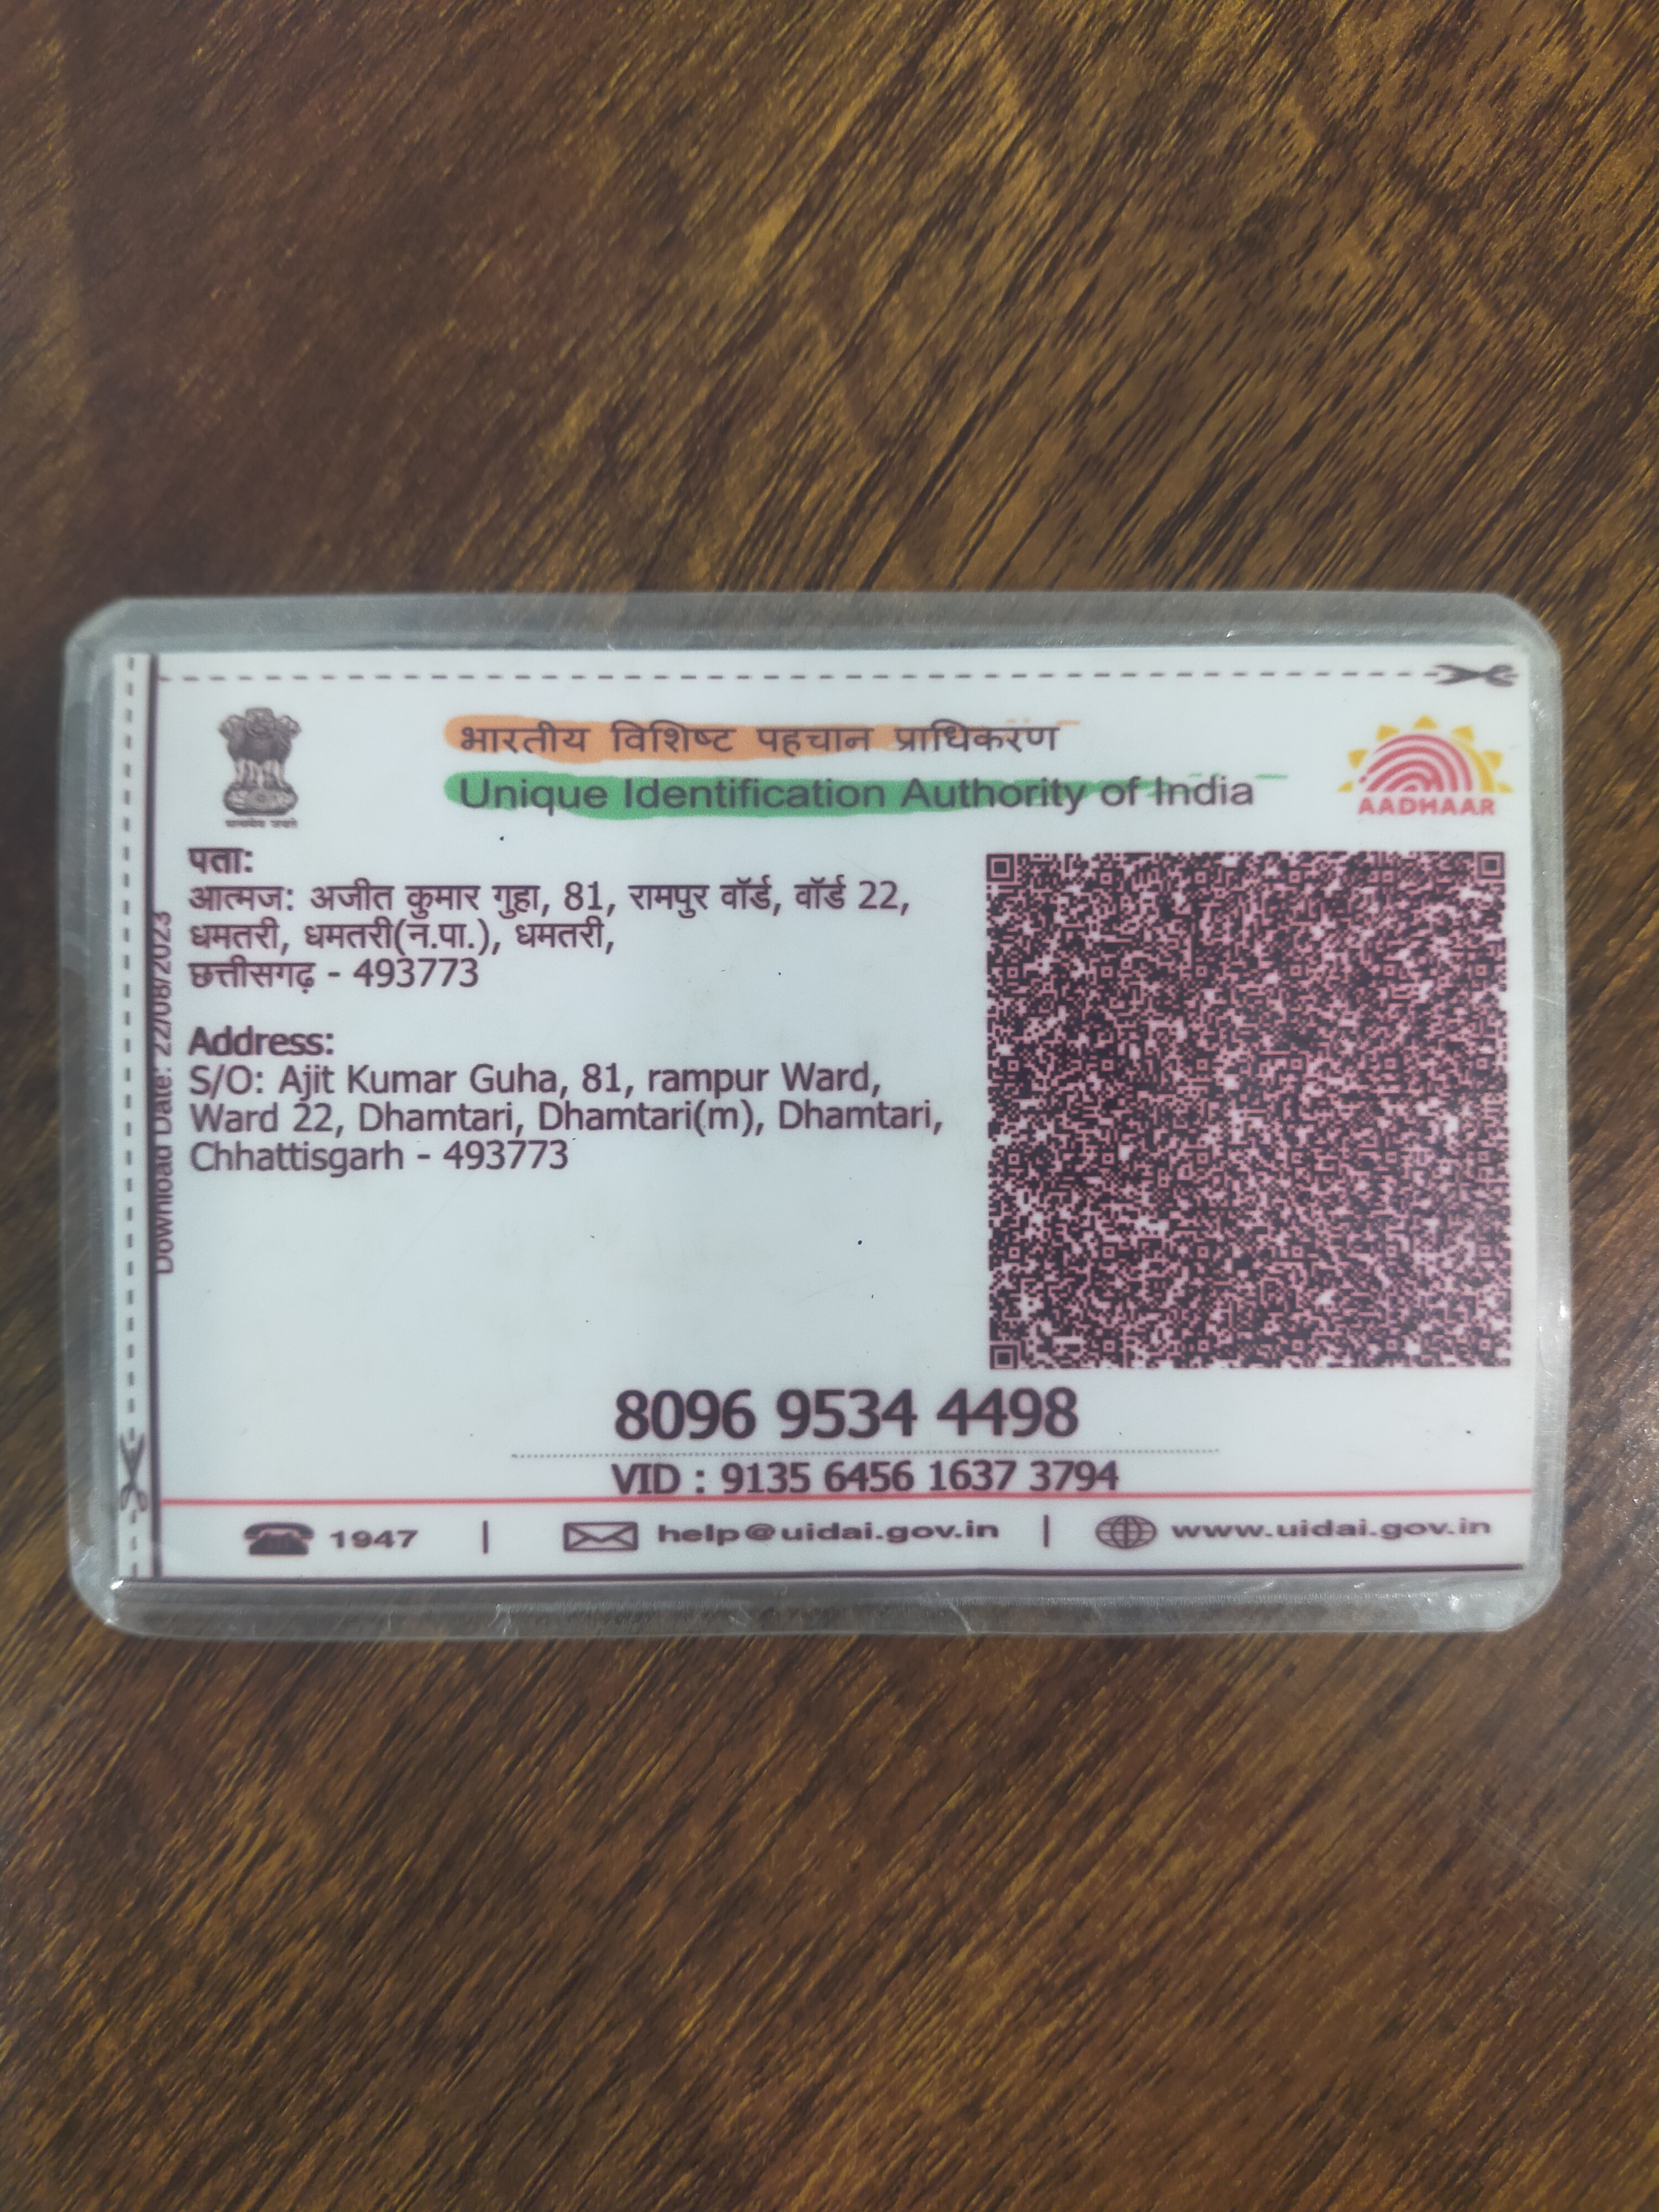 भारतीय विशिष्ट पहचान प्राधिकरण
Unique Identification Authority of India
AADHAAR
पता:
आत्मज: अजीत कुमार गुहा, 81, रामपुर वॉर्ड, वॉर्ड 22,
धमतरी, धमतरी(न.पा.), धमतरी,
छत्तीसगढ़ - 493773
Address:
S/O: Ajit Kumar Guha, 81, rampur Ward,
Ward 22, Dhamtari, Dhamtari(m), Dhamtari,
Chhattisgarh - 493773
Download Date: 22/08/2023
8096 9534 4498
VID : 9135 6456 1637 3794
1947 | help@uidai.gov.in | www.uidai.gov.in